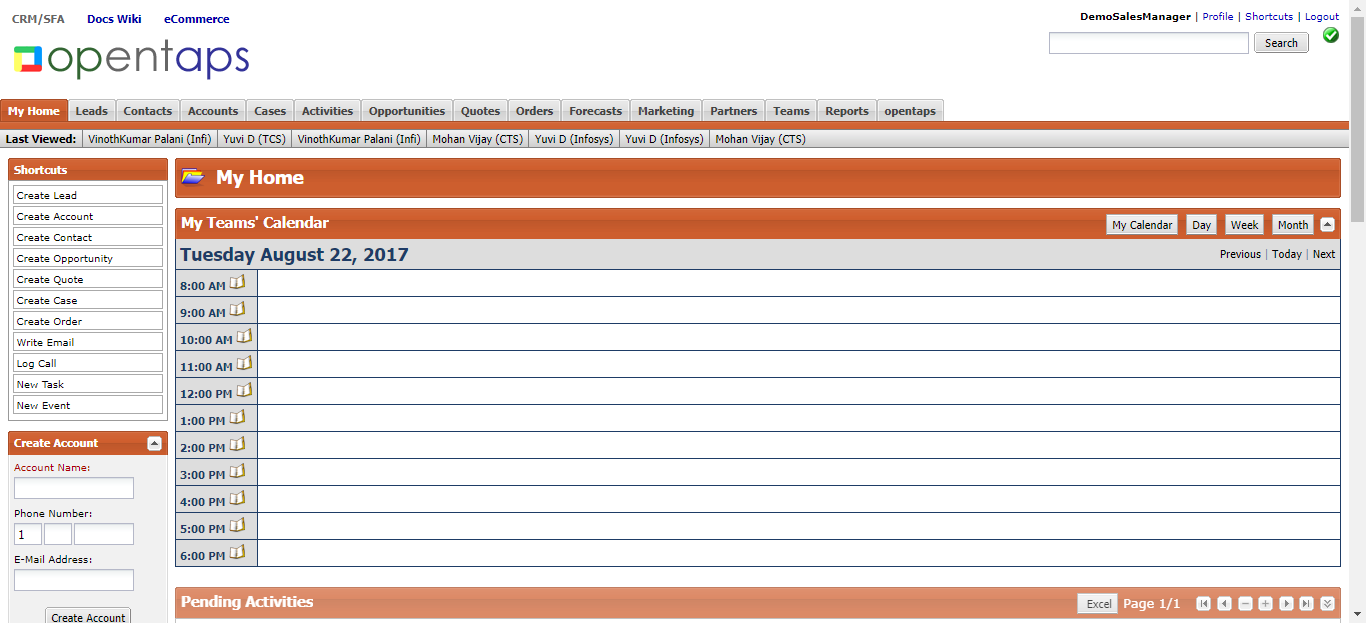 CRM/SFA Docs Wiki eCommerce
DemoSalesManager | Profile | Shortcuts | Logout
opentaps
Search
My Home Leads Contacts Accounts Cases Activities Opportunities Quotes Orders Forecasts Marketing Partners Teams Reports opentaps
Last Viewed: VinothKumar Palani (Infi) Yuvi D (TCS) VinothKumar Palani (Infi) Mohan Vijay (CTS) Yuvi D (Infosys) Yuvi D (Infosys) Mohan Vijay (CTS)
Shortcuts
Create Lead
Create Account
Create Contact
Create Opportunity
Create Quote
Create Case
Create Order
Write Email
Log Call
New Task
New Event
Create Account
Account Name:
Phone Number:
1
E-Mail Address:
Create Account
My Home
My Teams' Calendar
My Calendar Day Week Month
Tuesday August 22, 2017
Previous | Today | Next
8:00 AM
9:00 AM
10:00 AM
11:00 AM
12:00 PM
1:00 PM
2:00 PM
3:00 PM
4:00 PM
5:00 PM
6:00 PM
Pending Activities
Excel Page 1/1